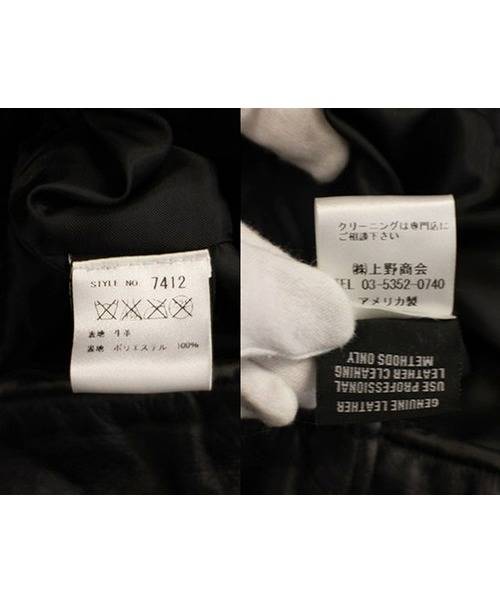 STYLE NO. 7412
表地 牛革
裏地 ポリエステル 100%
クリーニングは専門店に
ご相談下さい
㈱上野商会
TEL 03-5352-0740
アメリカ製
GENUINE LEATHER
USE PROFESSIONAL
LEATHER CLEANING
METHODS ONLY